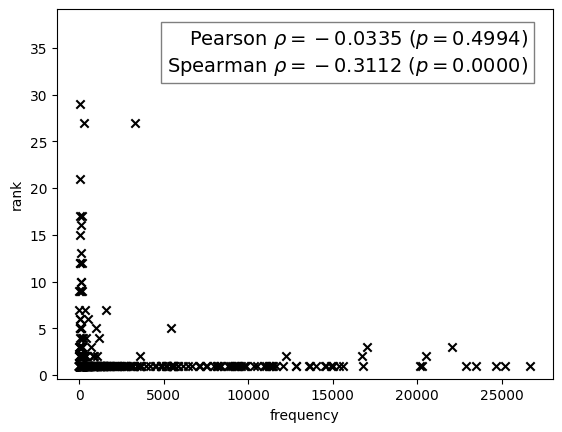 Pearson ρ = −0.0335 (p = 0.4994)
Spearman ρ = −0.3112 (p = 0.0000)
35
30
25
20
15
10
5
0
rank
0 5000 10000 15000 20000 25000
frequency